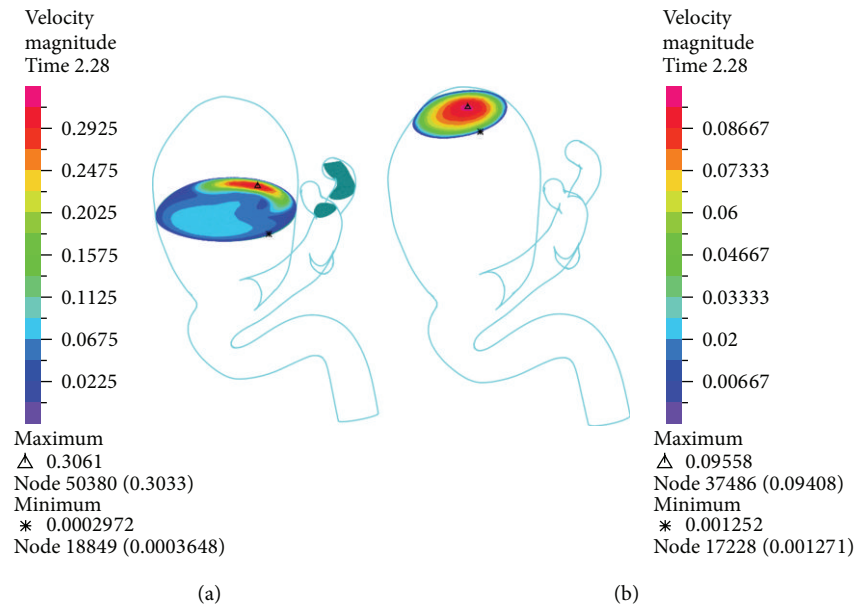 Velocity
magnitude
Time 2.28
0.2925
0.2475
0.2025
0.1575
0.1125
0.0675
0.0225
Maximum
0.3061
Node 50380 (0.3033)
Minimum
0.0002972
Node 18849 (0.0003648)
(a)
Velocity
magnitude
Time 2.28
0.08667
0.07333
0.06
0.04667
0.03333
0.02
0.00667
Maximum
0.09558
Node 37486 (0.09408)
Minimum
0.001252
Node 17228 (0.001271)
(b)